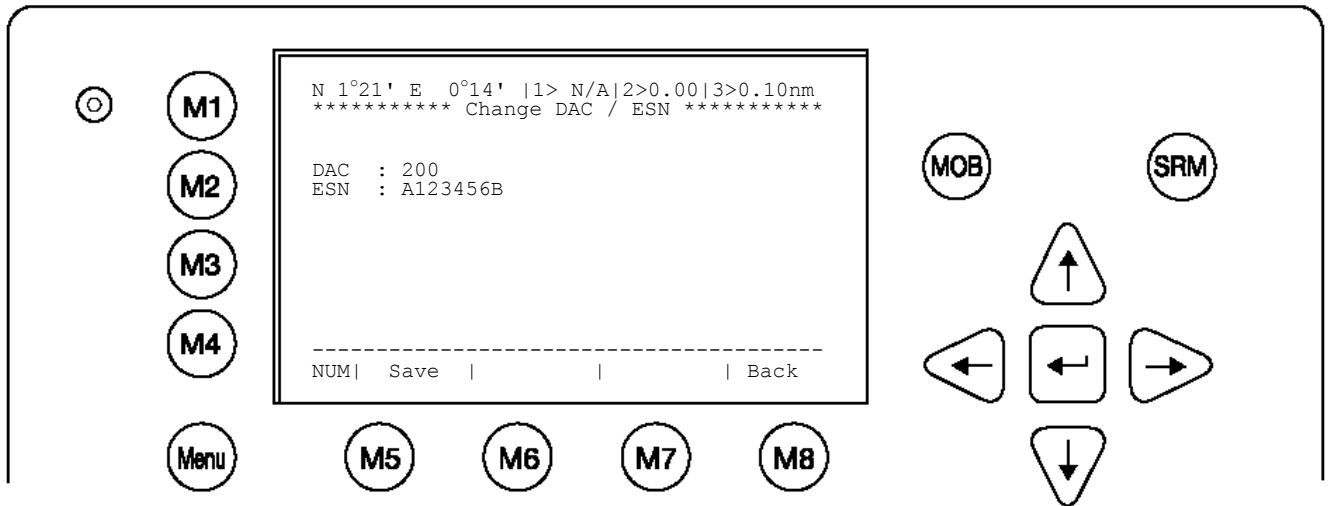 N 1°21' E 0°14' |1> N/A|2>0.00|3>0.10nm
*********** Change DAC / ESN ***********
DAC : 200
ESN : A123456B
----------------------------------------
NUM| Save | | | Back
M1
M2
M3
M4
Menu
M5 M6 M7 M8
MOB SRM